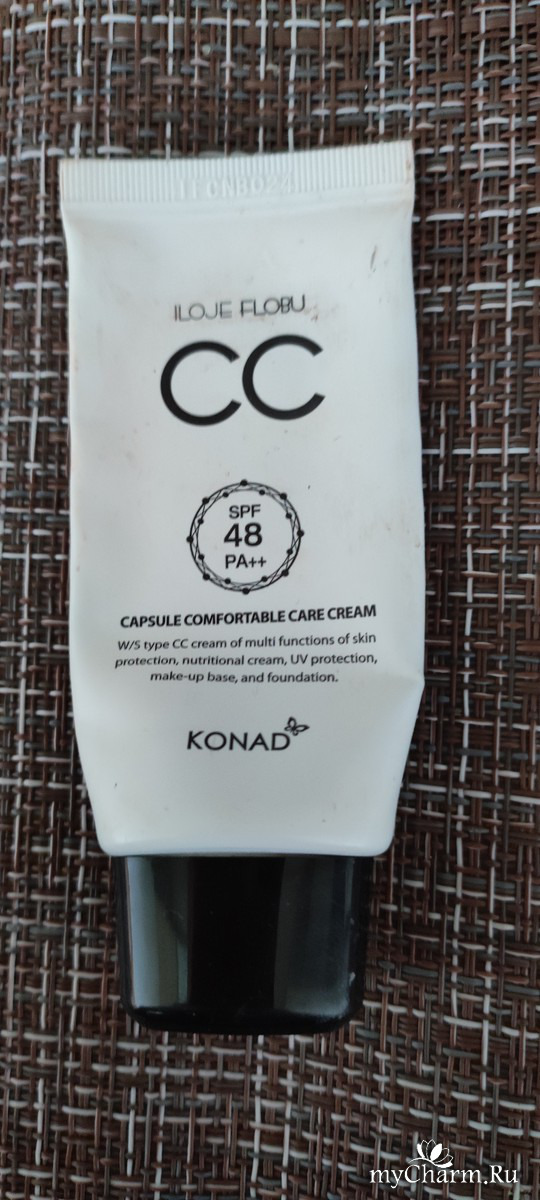 ILOJE FLOBU
CC
SPF
48
PA++
CAPSULE COMFORTABLE CARE CREAM
W/S type CC cream of multi functions of skin
protection, nutritional cream, UV protection,
make-up base, and foundation.
KONAD
myCharm.Ru